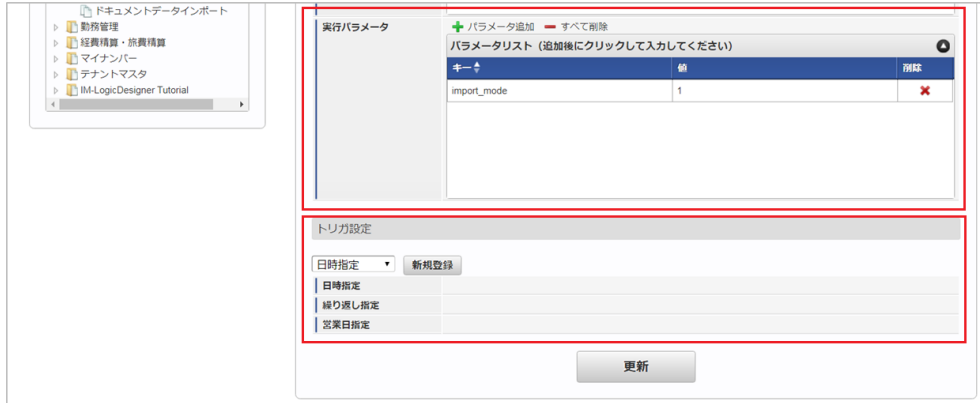 ドキュメントデータインポート
勤務管理
経費精算・旅費精算
マイナンバー
テナントマスタ
IM-LogicDesigner Tutorial
実行パラメータ
パラメータ追加 すべて削除
パラメータリスト（追加後にクリックして入力してください）
キー 値 削除
import_mode 1
トリガ設定
日時指定 新規登録
日時指定
繰り返し指定
営業日指定
更新